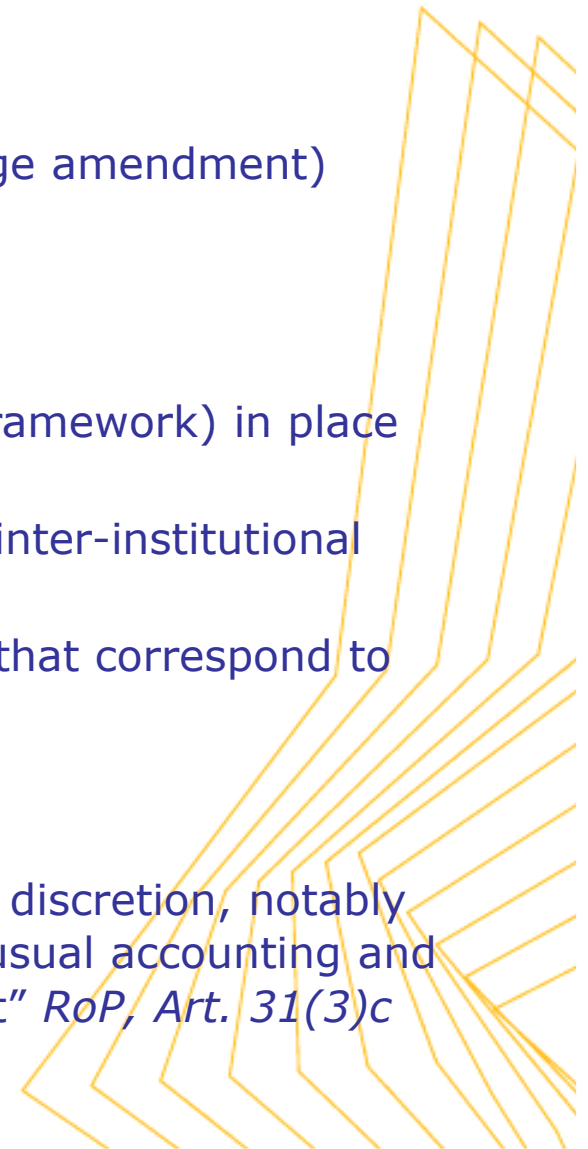 ge amendment)
ramework) in place
inter-institutional
that correspond to
discretion, notably
usual accounting and
t” RoP, Art. 31(3)c